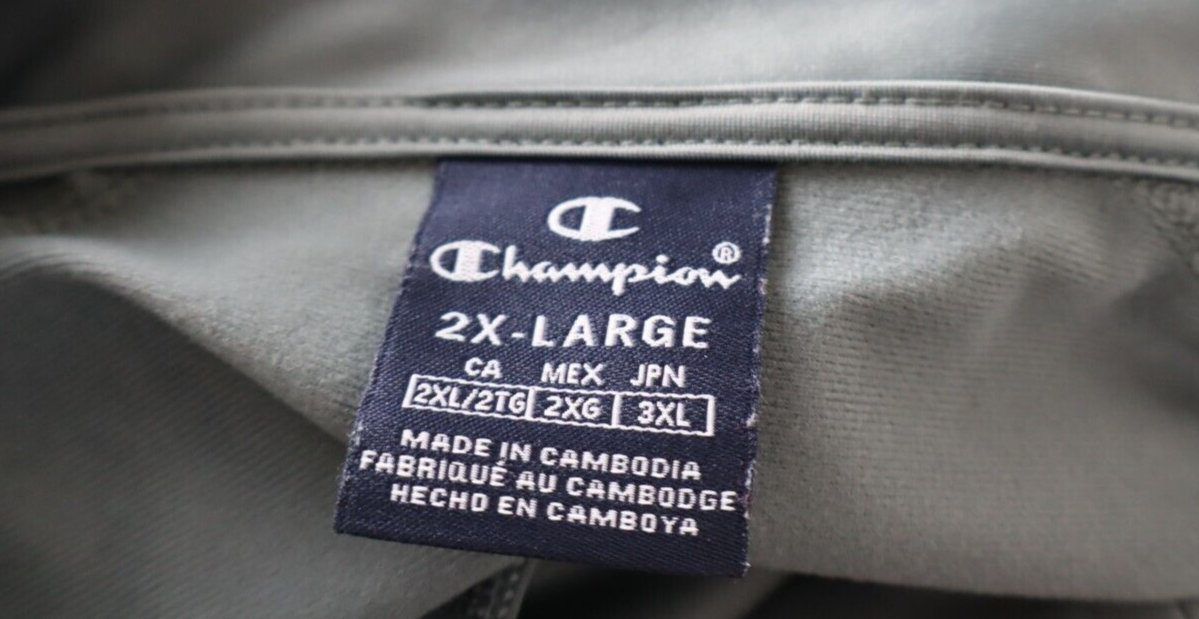 C
Champion®
2X-LARGE
CA MEX JPN
2XL/2TG 2XG 3XL
MADE IN CAMBODIA
FABRIQUÉ AU CAMBODGE
HECHO EN CAMBOYA